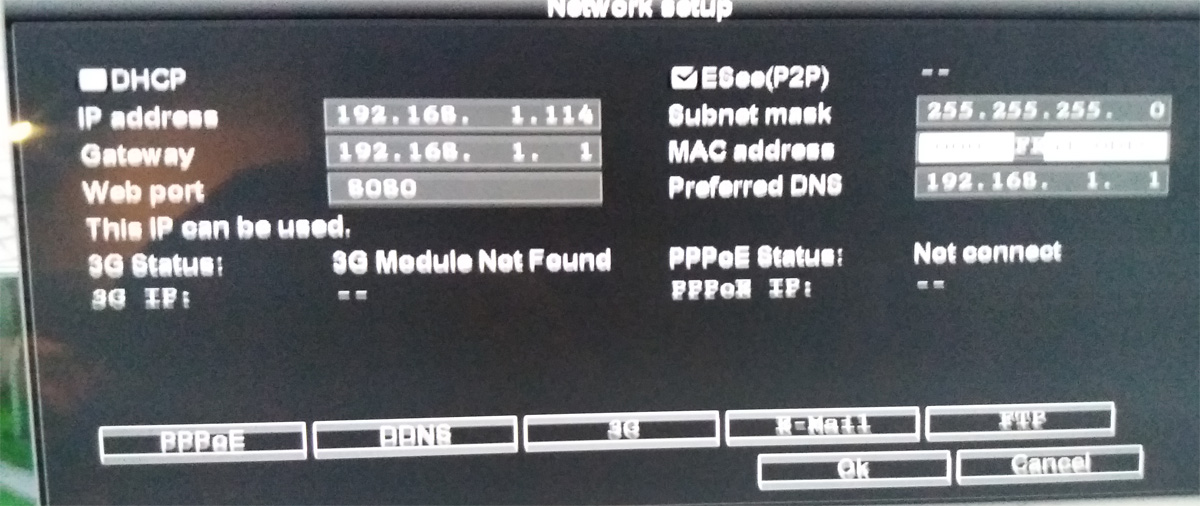 Network setup
DHCP
ESee(P2P) --
IP address 192.168. 1.114
Subnet mask 255.255.255. 0
Gateway 192.168. 1. 1
MAC address
Web port 8080
Preferred DNS 192.168. 1. 1
This IP can be used.
3G Status: 3G Module Not Found
PPPoE Status: Not connect
3G IP: --
PPPoE IP: --
PPPoE DDNS 3G E-Mail FTP
Ok Cancel